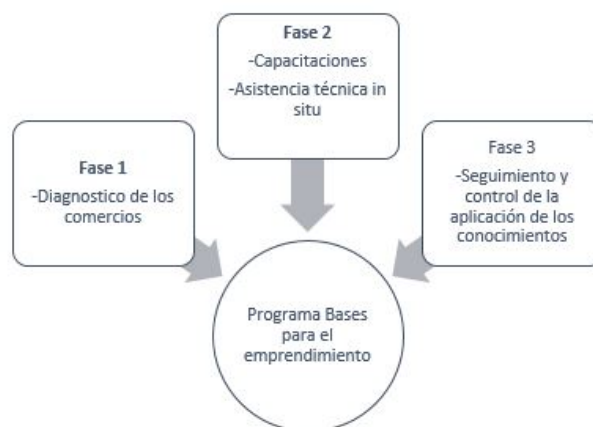 Fase 1
-Diagnostico de los
comercios
Fase 2
-Capacitaciones
-Asistencia técnica in
situ
Fase 3
-Seguimiento y
control de la
aplicación de los
conocimientos
Programa Bases
para el
emprendimiento